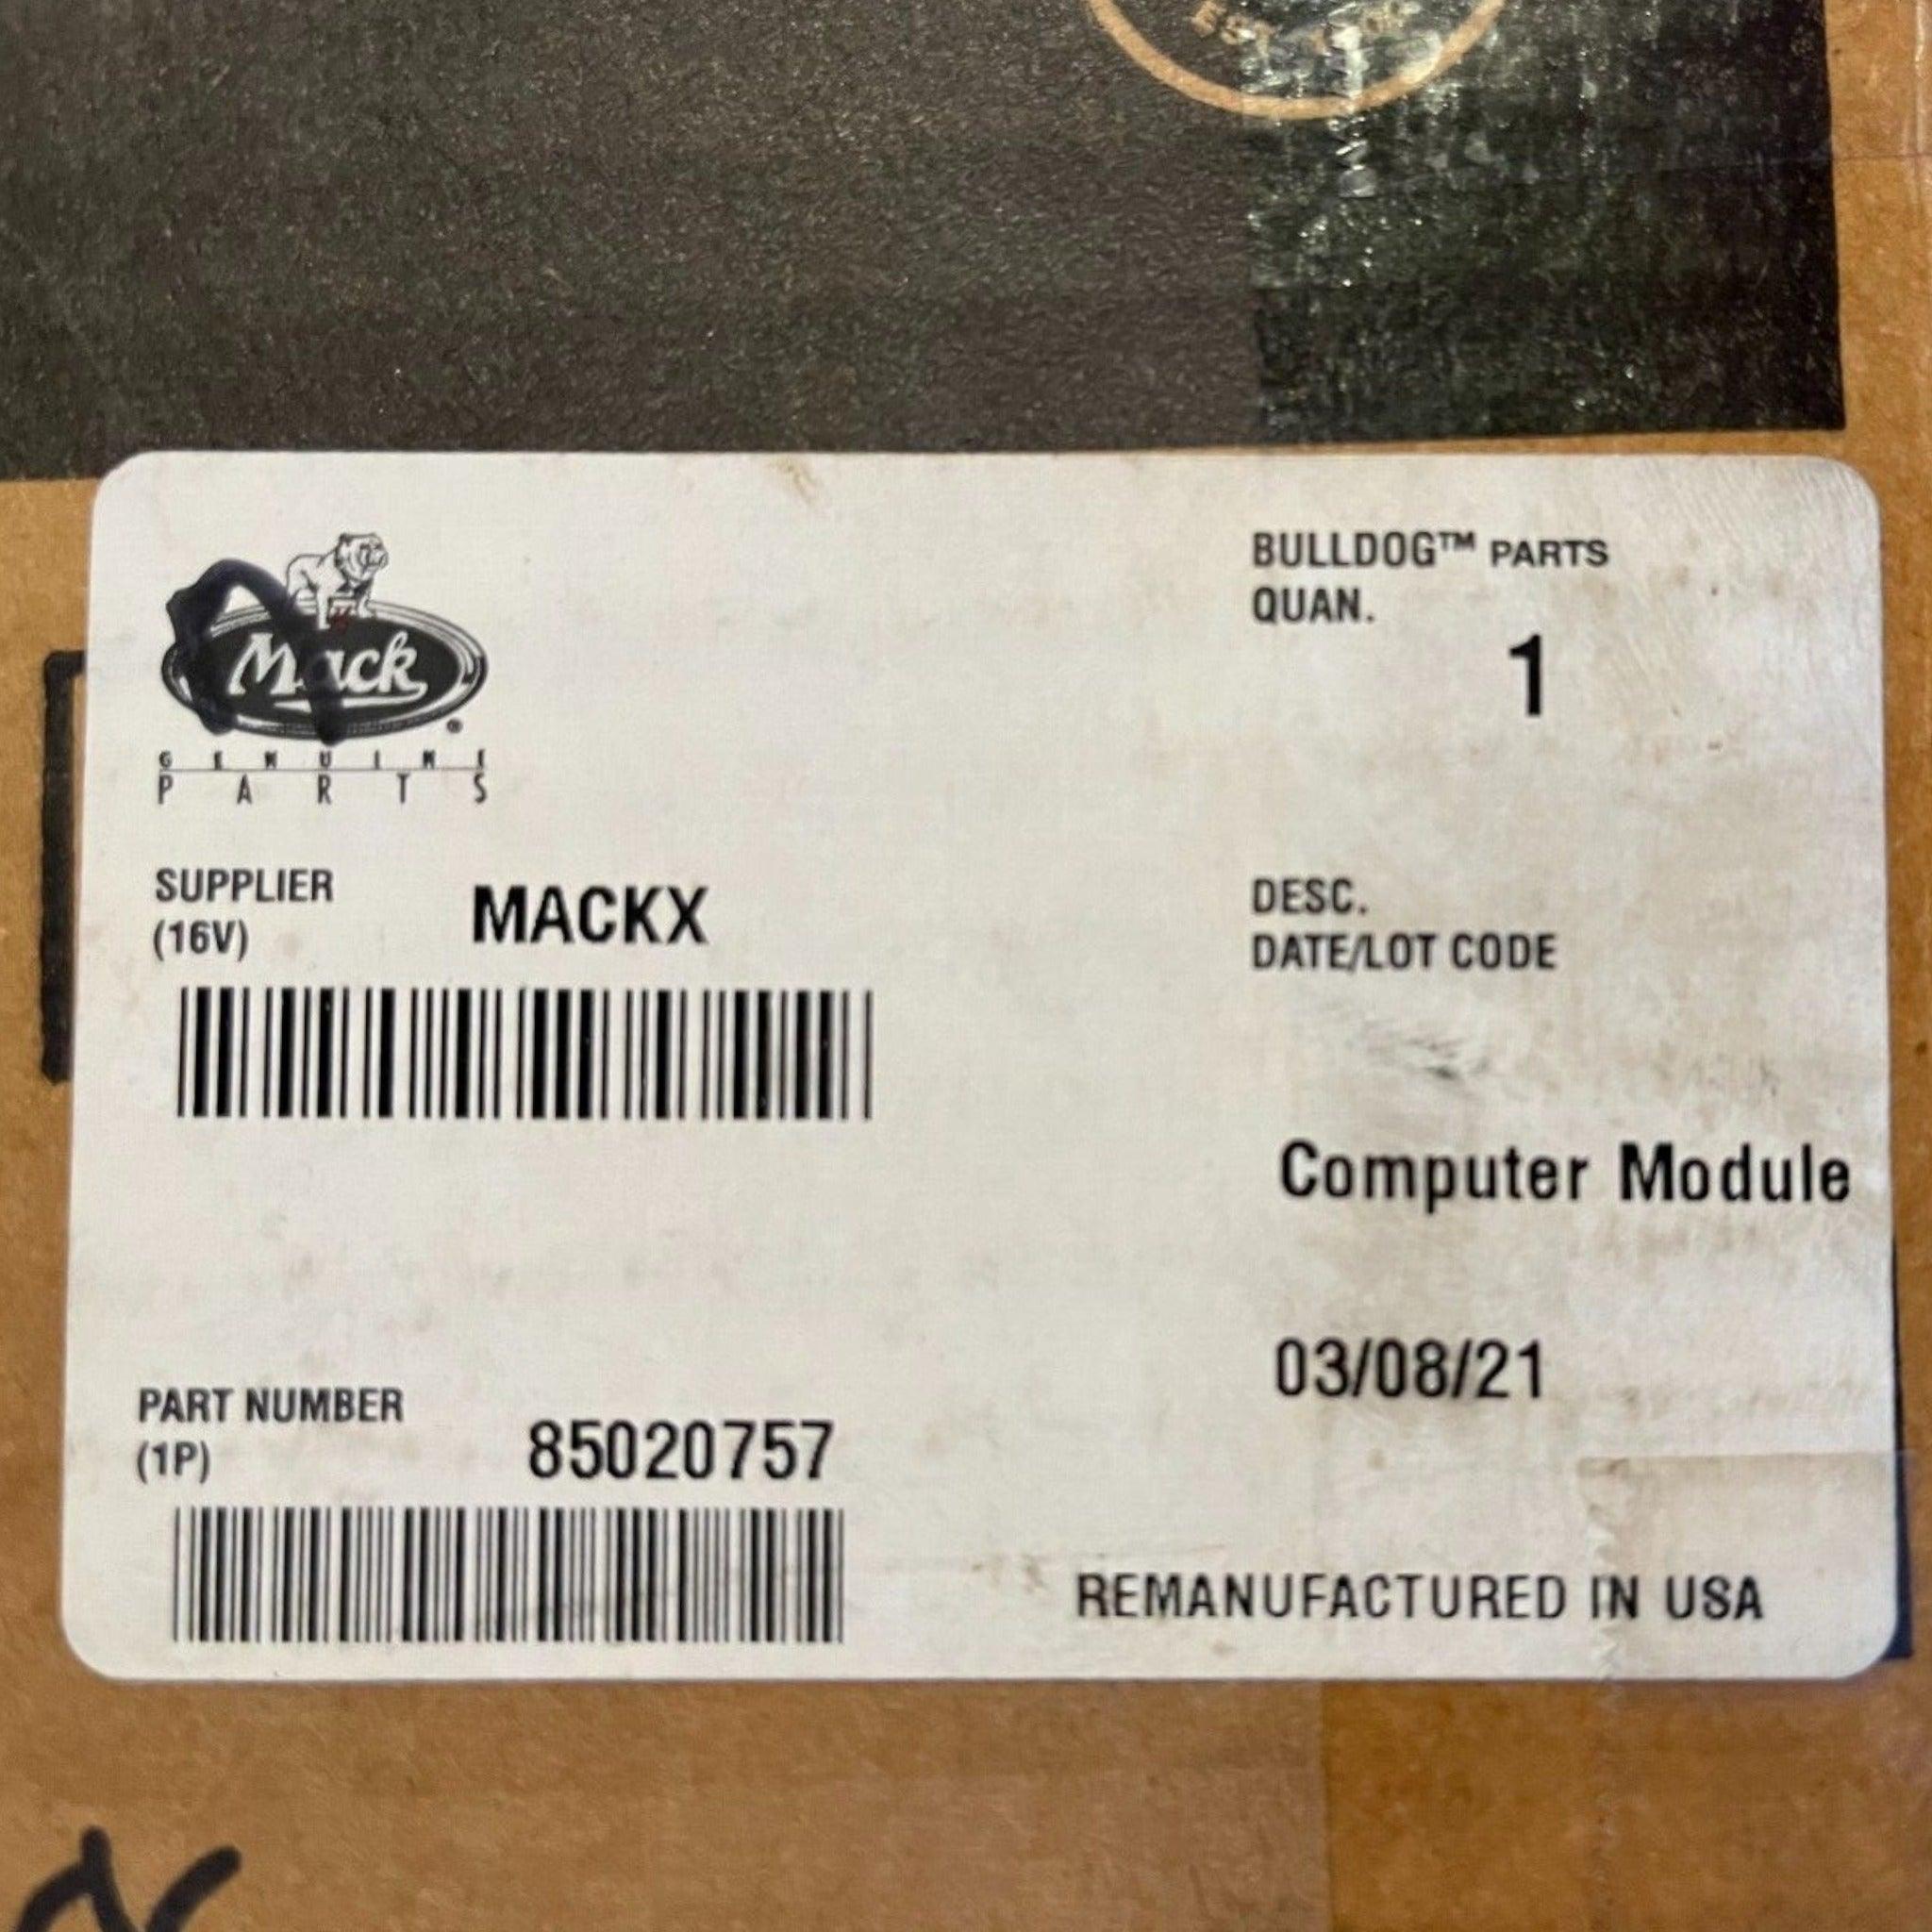 EST.
Mack
GENUINE
PARTS
BULLDOG™ PARTS
QUAN.
1
SUPPLIER
(16V)
MACKX
DESC.
DATE/LOT CODE
Computer Module
03/08/21
PART NUMBER
(1P)
85020757
REMANUFACTURED IN USA